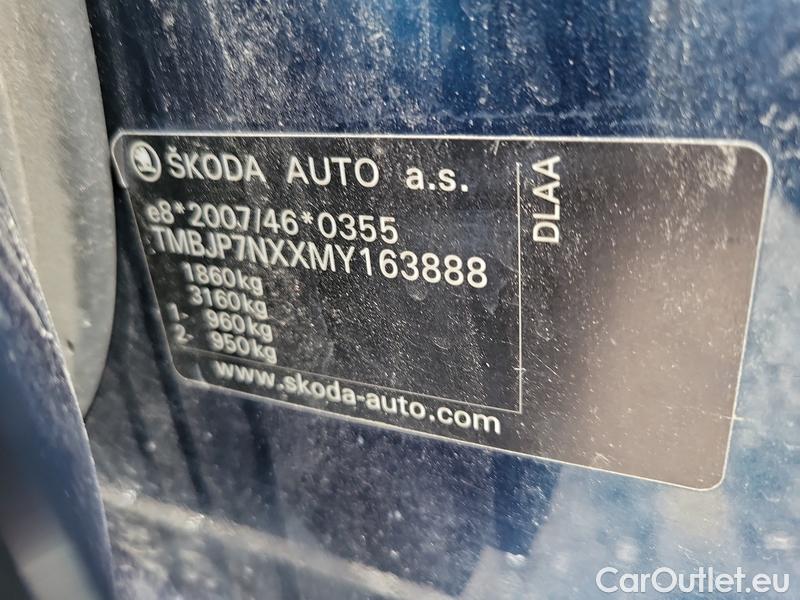 ŠKODA AUTO a.s.
e8*2007/46*0355
TMBJP7NXXMY163888
1860kg
3160kg
1- 960kg
2- 950kg
www.skoda-auto.com
DLAA
CarOutlet.eu